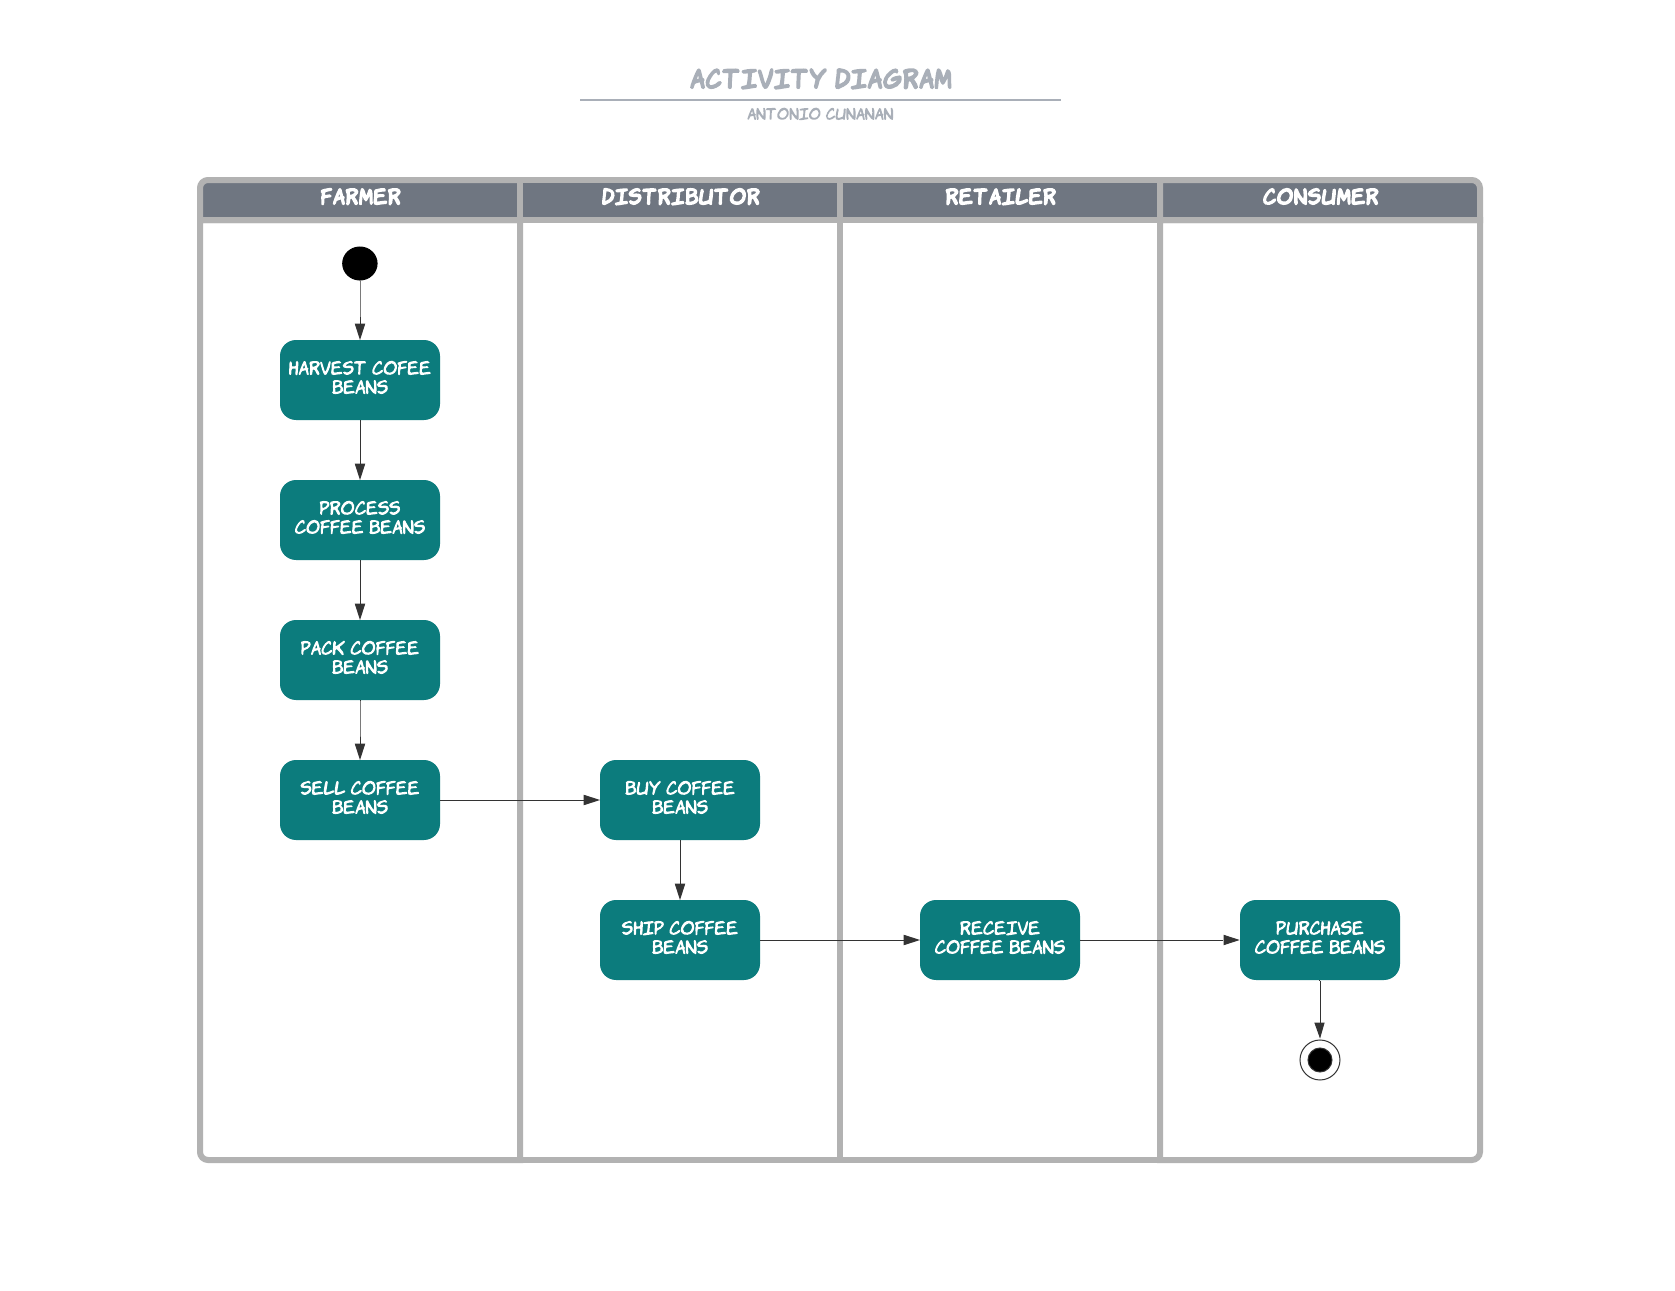 ACTIVITY DIAGRAM
ANTONIO CUNANAN
FARMER
DISTRIBUTOR
RETAILER
CONSUMER
HARVEST COFEE
BEANS
PROCESS
COFFEE BEANS
PACK COFFEE
BEANS
SELL COFFEE
BEANS
BUY COFFEE
BEANS
SHIP COFFEE
BEANS
RECEIVE
COFFEE BEANS
PURCHASE
COFFEE BEANS